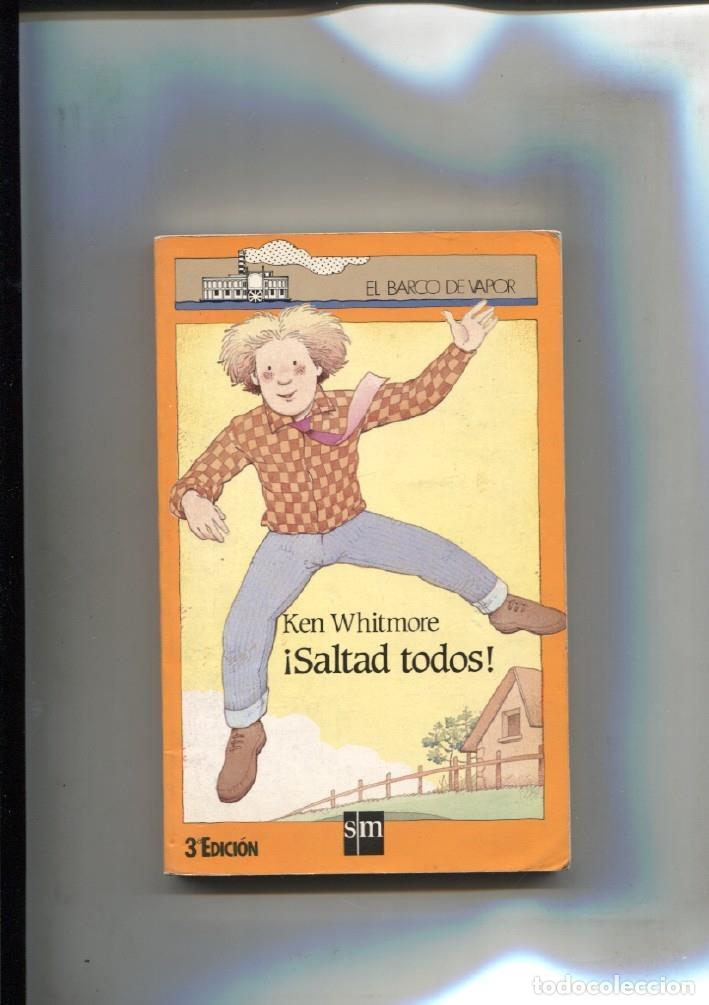 EL BARCO DE VAPOR
Ken Whitmore
¡Saltad todos!
sm
3ª EDICIÓN
todocoleccion